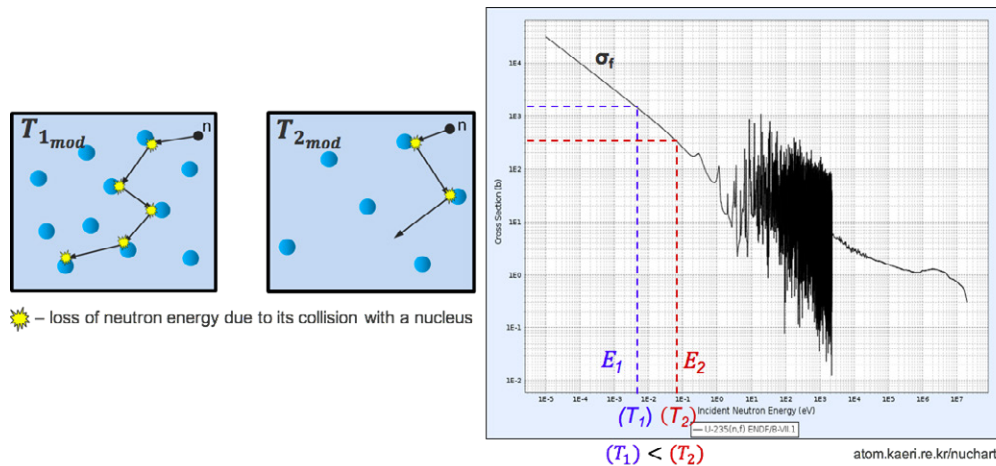 T1mod
n
T2mod
n
– loss of neutron energy due to its collision with a nucleus
σf
Cross Section (b)
1E4
1E3
1E2
1E1
1E0
1E-1
1E-2
E1
E2
1E-5 1E-4 1E-3 1E-2 1E-1 1E0 1E1 1E2 1E3 1E4 1E5 1E6 1E7
Incident Neutron Energy (eV)
(T1) (T2)
U-235(n,f) ENDF/B-VII.1
(T1) < (T2)
atom.kaeri.re.kr/nuchart